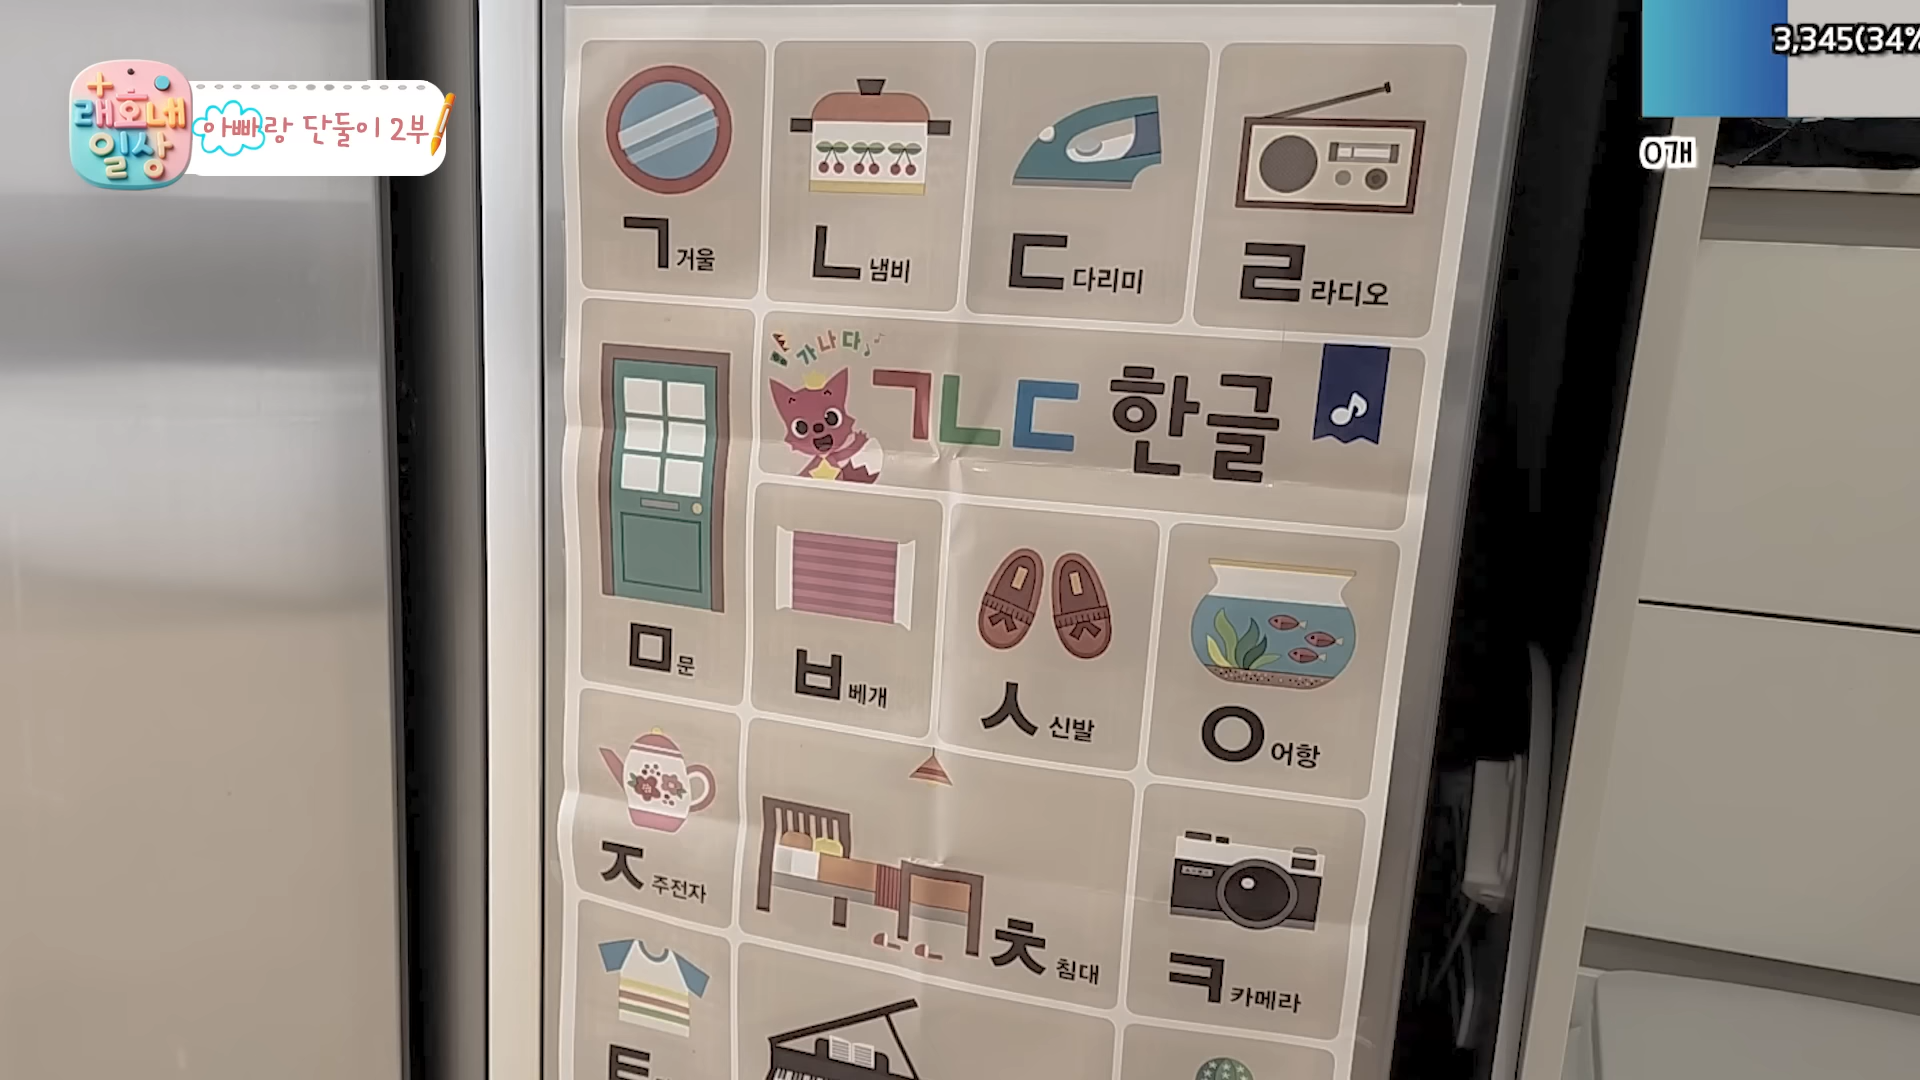 래호네
일상
아빠랑 단둘이 2부
3,345(34%
0개
ㄱ 거울
ㄴ 냄비
ㄷ 다리미
ㄹ 라디오
가나다
ㄱㄴㄷ 한글
ㅁ 문
ㅂ 베개
ㅅ 신발
ㅇ 어항
ㅈ 주전자
ㅊ 침대
ㅋ 카메라
ㅌ